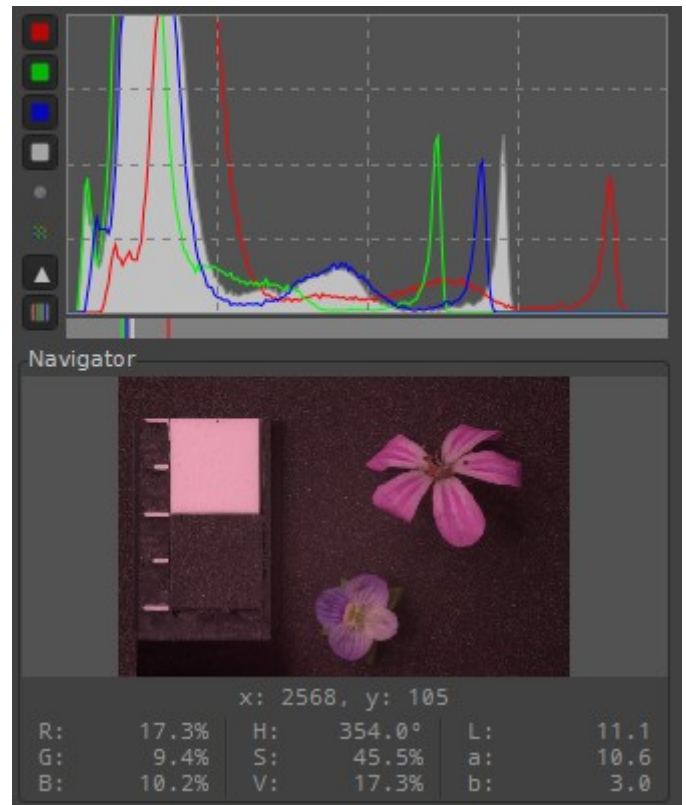 Navigator
x: 2568, y: 105
R: 17.3% H: 354.0° L: 11.1
G: 9.4% S: 45.5% a: 10.6
B: 10.2% V: 17.3% b: 3.0